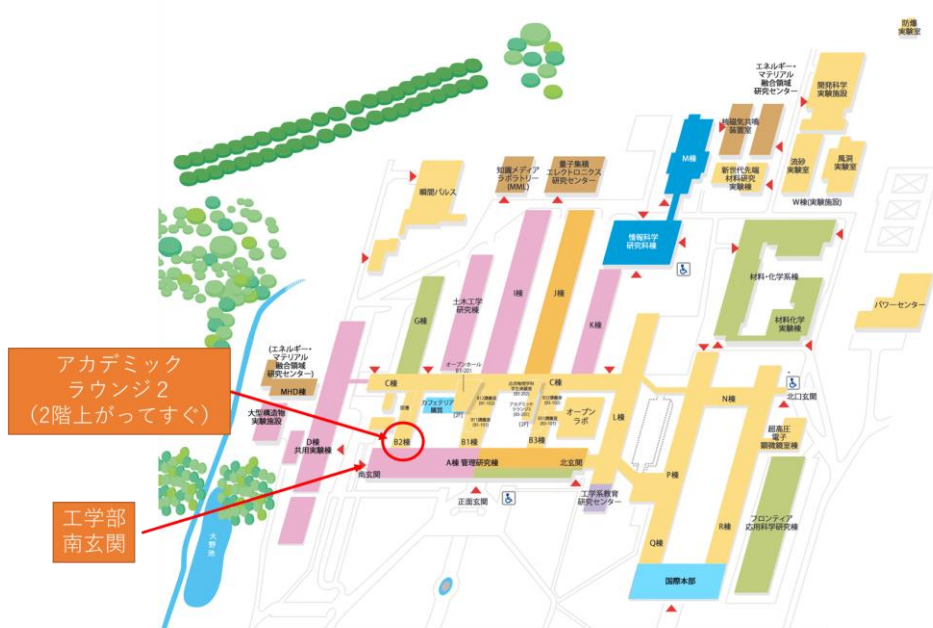 防爆
実験室
エネルギー・
マテリアル
融合領域
研究センター
開発科学
実験施設
核磁気共鳴
装置室
M棟
新世代先端
材料研究
実験棟
流砂
実験室
風洞
実験室
W棟(実験施設)
瞬間パルス
知識メディア
ラボラトリー
(MML)
量子集積
エレクトロニクス
研究センター
情報科学
研究科棟
材料・化学系棟
材料化学
実験棟
パワーセンター
G棟
土木工学
研究棟
I棟
J棟
K棟
オープンホール
B1-201
アカデミック
ラウンジ2
(2階上がってすぐ)
(エネルギー・
マテリアル
融合領域
研究センター)
MHD棟
大型構造物
実験施設
D棟
共用実験棟
C棟
カフェテリア
購買
[2F]
C棟
[2F]
オープン
ラボ
L棟
N棟
北口玄関
超高圧
電子
顕微鏡室棟
B2棟
B1棟
B3棟
A棟 管理研究棟
南玄関
北玄関
正面玄関
工学系教育
研究センター
P棟
Q棟
R棟
フロンティア
応用科学研究棟
国際本部
工学部
南玄関
大野池